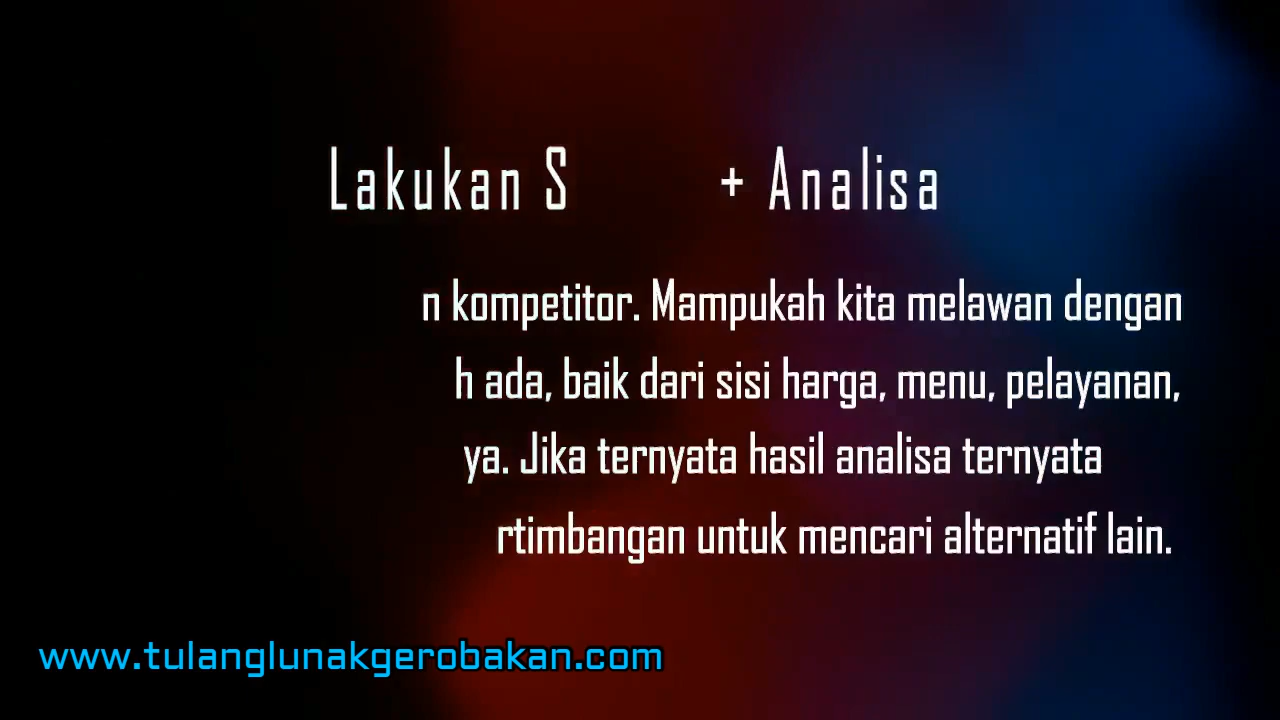 Lakukan S + Analisa
n kompetitor. Mampukah kita melawan dengan
h ada, baik dari sisi harga, menu, pelayanan,
ya. Jika ternyata hasil analisa ternyata
rtimbangan untuk mencari alternatif lain.
www.tulanglunakgerobakan.com